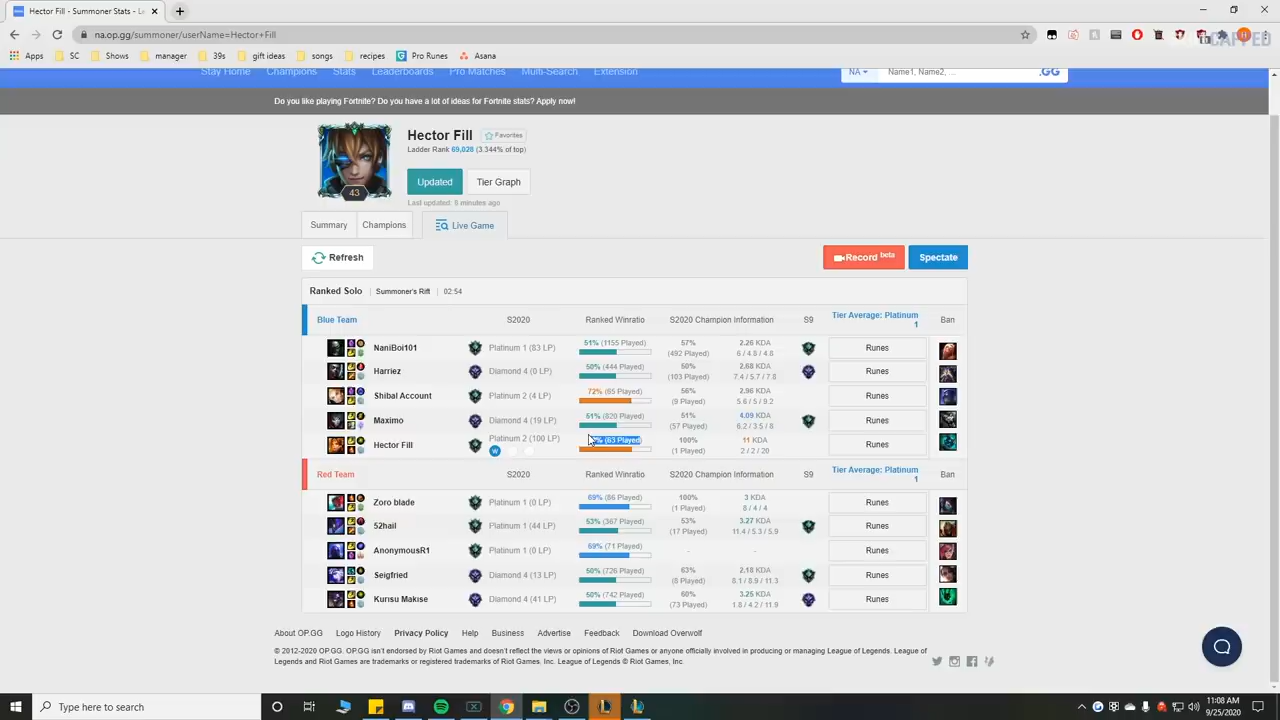 Hector Fill Stats - Le
na.op.gg/summoner/userName=Hector+Fill
Apps SC Shows manager 39s gift ideas songs recipes Pro Runes Asana
Stay Home Champions Stats Leaderboards Pro Matches Multi-Search Extension NA Name1, Name2, ... .GG
Do you like playing Fortnite? Do you have a lot of ideas for Fortnite stats? Apply now!
Hector Fill Favorites
Ladder Rank 69,028 (3.344% of top)
43 Updated Tier Graph
Last updated: 8 minutes ago
Summary Champions Live Game
Refresh Record beta Spectate
Ranked Solo Summoner's Rift 02:54
Blue Team S2020 Ranked Winratio S2020 Champion Information S9 Tier Average: Platinum 1 Ban
NaniBoi101 Platinum 1 (83 LP) 51% (1155 Played) 57% (492 Played) 2.26 KDA 6 / 4.8 / 4.8 Runes
Harriez Diamond 4 (0 LP) 50% (444 Played) 50% (103 Played) 2.68 KDA 7.4 / 5.7 / 7.8 Runes
Shibal Account Platinum 2 (4 LP) 72% (65 Played) 56% (9 Played) 2.96 KDA 5.6 / 5 / 9.2 Runes
Maximo Diamond 4 (19 LP) 51% (820 Played) 51% (57 Played) 4.09 KDA 6.2 / 3.5 / 8 Runes
Hector Fill Platinum 2 (100 LP) W (63 Played) 100% (1 Played) 11 KDA 2 / 2 / 20 Runes
Red Team S2020 Ranked Winratio S2020 Champion Information S9 Tier Average: Platinum 1 Ban
Zoro blade Platinum 1 (0 LP) 69% (86 Played) 100% (1 Played) 3 KDA 8 / 4 / 4 Runes
52hail Platinum 1 (44 LP) 53% (367 Played) 53% (17 Played) 3.27 KDA 11.4 / 5.3 / 5.9 Runes
AnonymousR1 Platinum 1 (0 LP) 69% (71 Played) - - Runes
Seigfried Diamond 4 (13 LP) 50% (726 Played) 63% (8 Played) 2.18 KDA 8.1 / 8.9 / 11.3 Runes
Kurisu Makise Diamond 4 (41 LP) 50% (742 Played) 60% (73 Played) 3.25 KDA 1.8 / 4.2 / 11.9 Runes
About OP.GG Logo History Privacy Policy Help Business Advertise Feedback Download Overwolf
© 2012-2020 OP.GG. OP.GG isn't endorsed by Riot Games and doesn't reflect the views or opinions of Riot Games or anyone officially involved in producing or managing League of Legends. League of
Legends and Riot Games are trademarks or registered trademarks of Riot Games, Inc. League of Legends © Riot Games, Inc
Type here to search
11:08 AM
9/25/2020